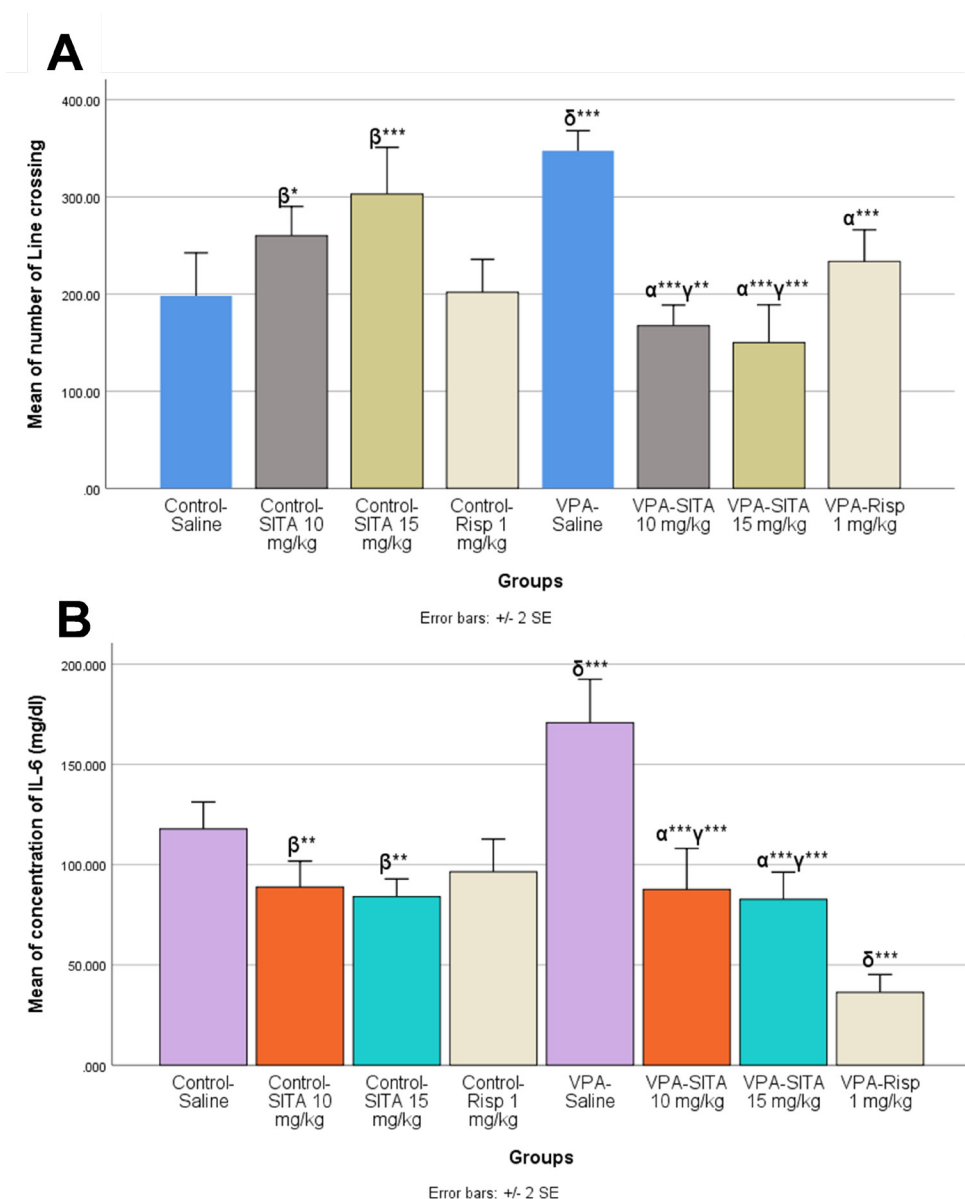 A
Mean of number of Line crossing
400.00
300.00
200.00
100.00
.00
β*
β***
δ***
α***γ**
α***γ***
α***
Control-
Saline
Control-
SITA 10
mg/kg
Control-
SITA 15
mg/kg
Control-
Risp 1
mg/kg
VPA-
Saline
VPA-SITA
10 mg/kg
VPA-SITA
15 mg/kg
VPA-Risp
1 mg/kg
Groups
Error bars: +/- 2 SE
B
Mean of concentration of IL-6 (mg/dl)
200.000
150.000
100.000
50.000
.000
β**
β**
δ***
α***γ***
α***γ***
δ***
Control-
Saline
Control-
SITA 10
mg/kg
Control-
SITA 15
mg/kg
Control-
Risp 1
mg/kg
VPA-
Saline
VPA-SITA
10 mg/kg
VPA-SITA
15 mg/kg
VPA-Risp
1 mg/kg
Groups
Error bars: +/- 2 SE